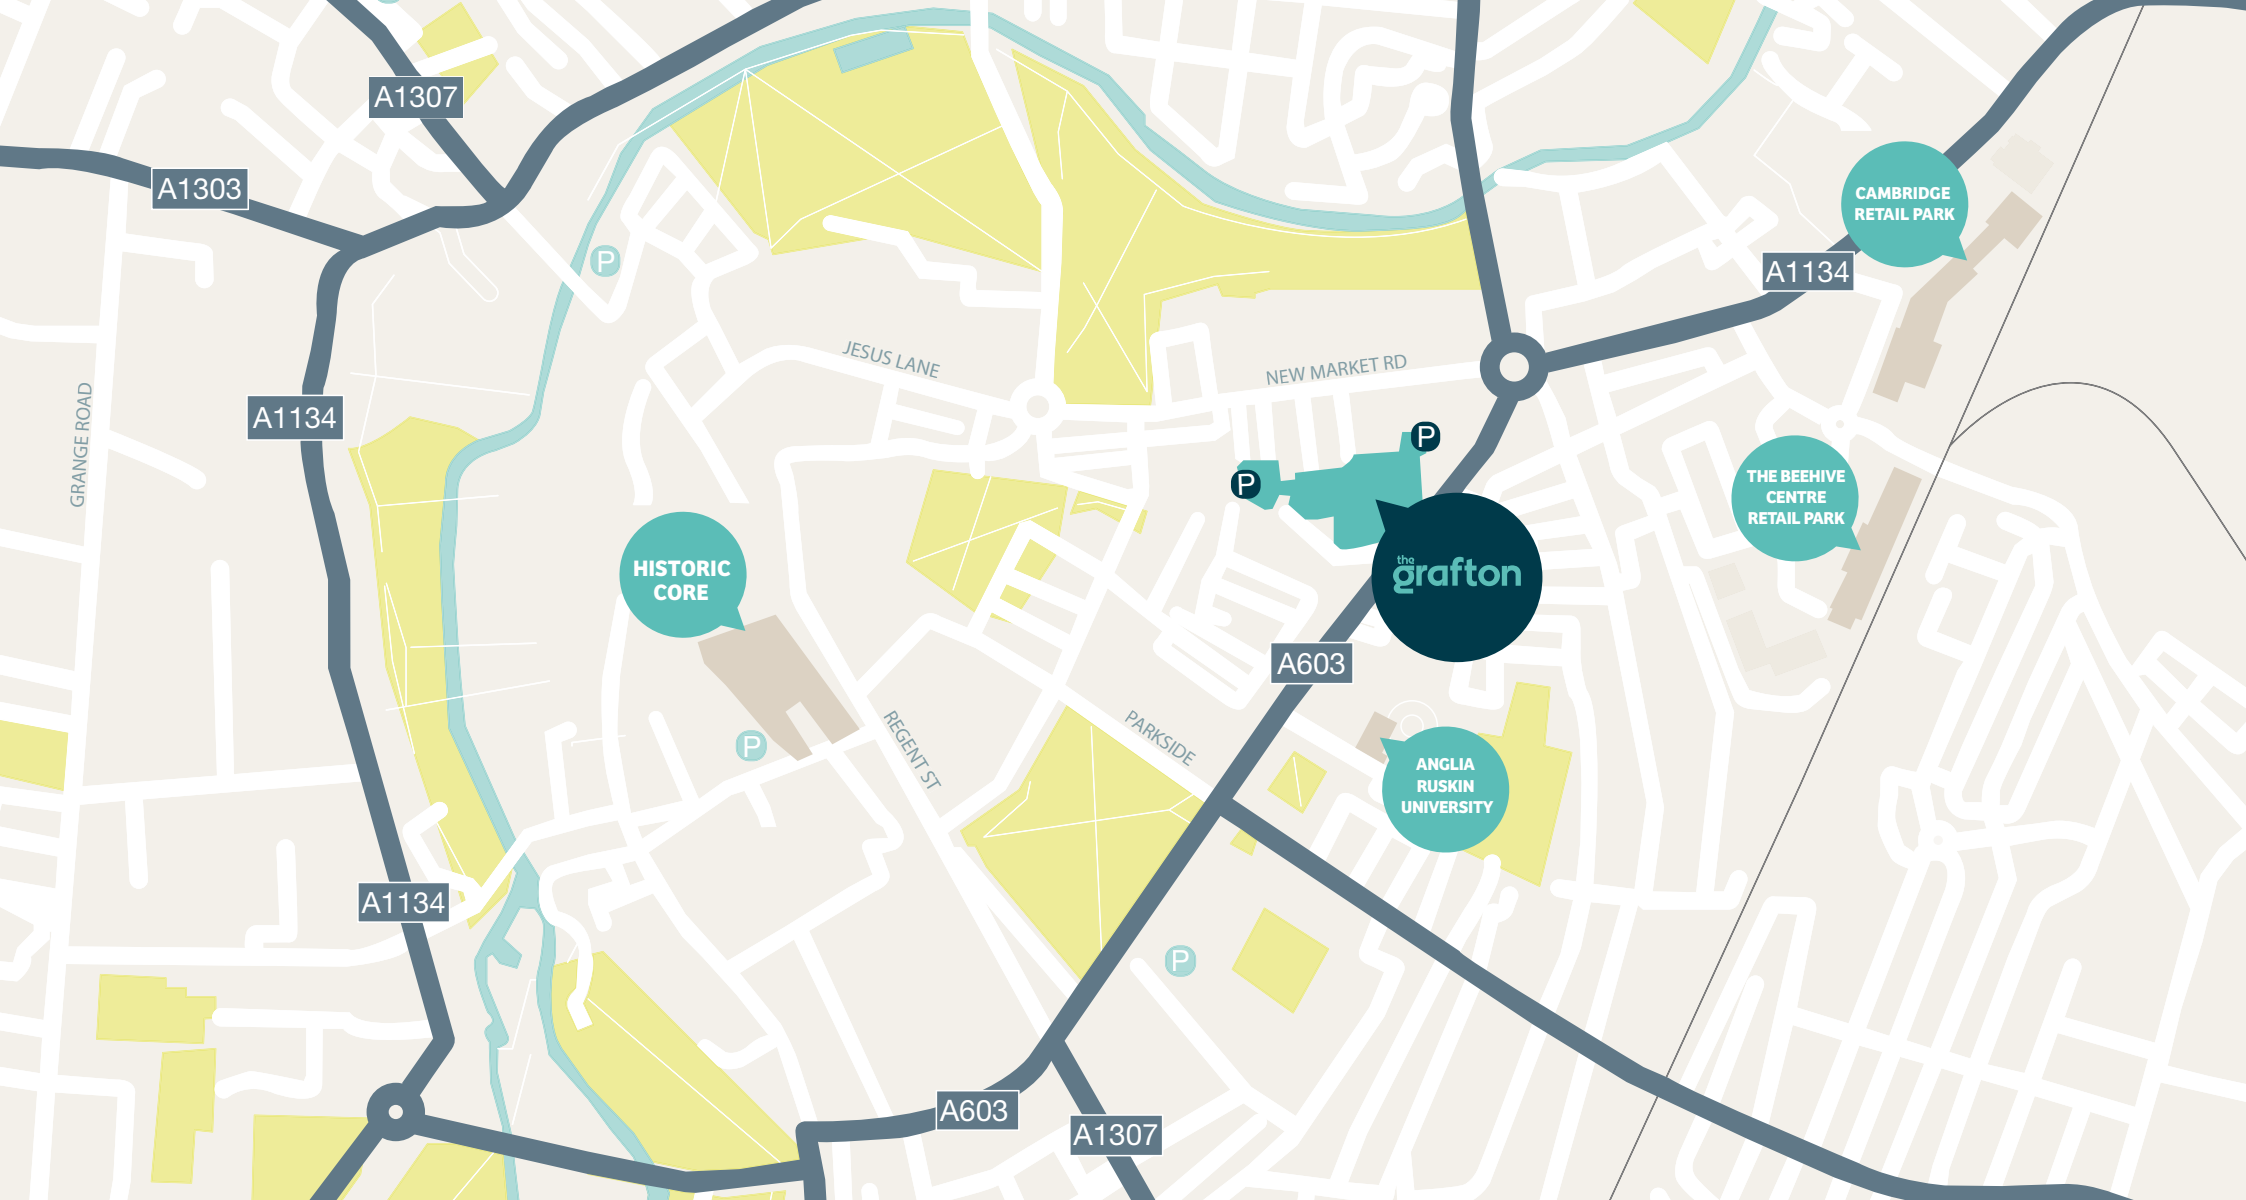 A1307
A1303
CAMBRIDGE
RETAIL PARK
P
A1134
JESUS LANE
NEW MARKET RD
GRANGE ROAD
A1134
P
P
THE BEEHIVE
CENTRE
RETAIL PARK
HISTORIC
CORE
the
grafton
A603
REGENT ST
PARKSIDE
P
ANGLIA
RUSKIN
UNIVERSITY
A1134
P
A603
A1307